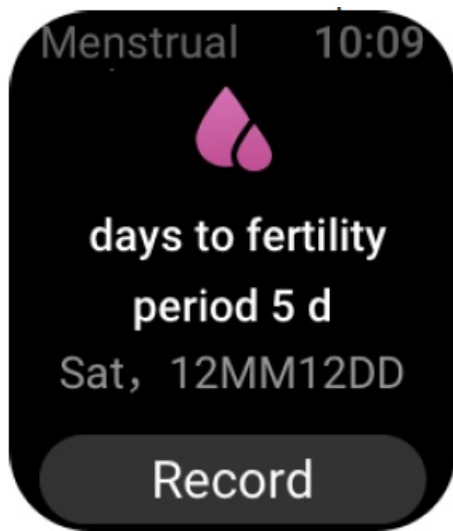 Menstrual 10:09
days to fertility
period 5 d
Sat，12MM12DD
Record